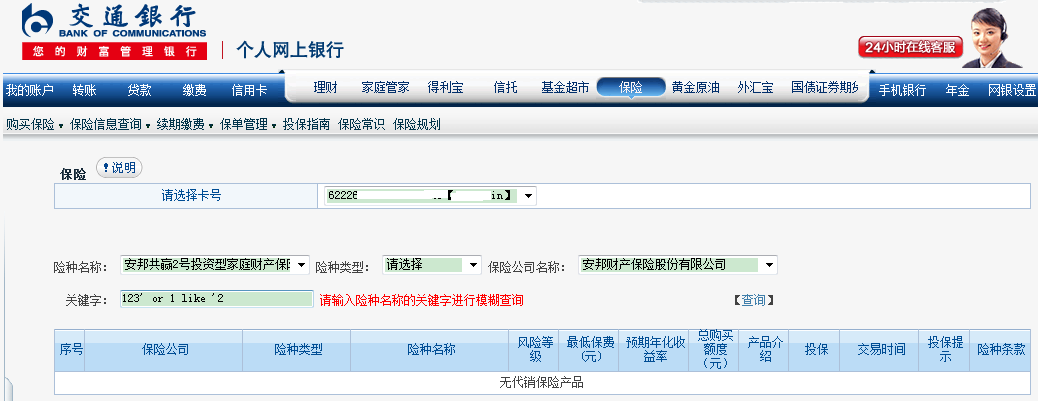 交通银行
BANK OF COMMUNICATIONS
您的财富管理银行
个人网上银行
24小时在线客服
我的账户 转账 贷款 缴费 信用卡 理财 家庭管家 得利宝 信托 基金超市 保险 黄金原油 外汇宝 国债证券期 手机银行 年金 网银设置
购买保险 保险信息查询 续期缴费 保单管理 投保指南 保险常识 保险规划
保险 ! 说明
请选择卡号 62226 【 in】
险种名称： 安邦共赢2号投资型家庭财产保 险种类型： 请选择 保险公司名称： 安邦财产保险股份有限公司
关键字： 123' or 1 like '2 请输入险种名称的关键字进行模糊查询 【查询】
序号 保险公司 险种类型 险种名称 风险等级 最低保费(元) 预期年化收益率 总购买额度(元) 产品介绍 投保 交易时间 投保提示 险种条款
无代销保险产品